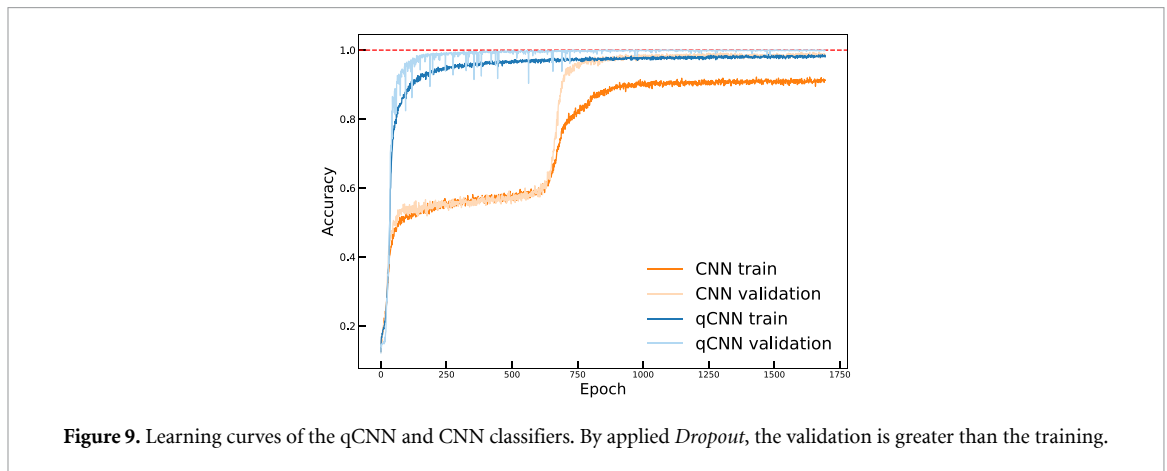 1.0
0.8
0.6
0.4
0.2
Accuracy
CNN train
CNN validation
qCNN train
qCNN validation
0 250 500 750 1000 1250 1500 1750
Epoch
Figure 9. Learning curves of the qCNN and CNN classifiers. By applied Dropout, the validation is greater than the training.